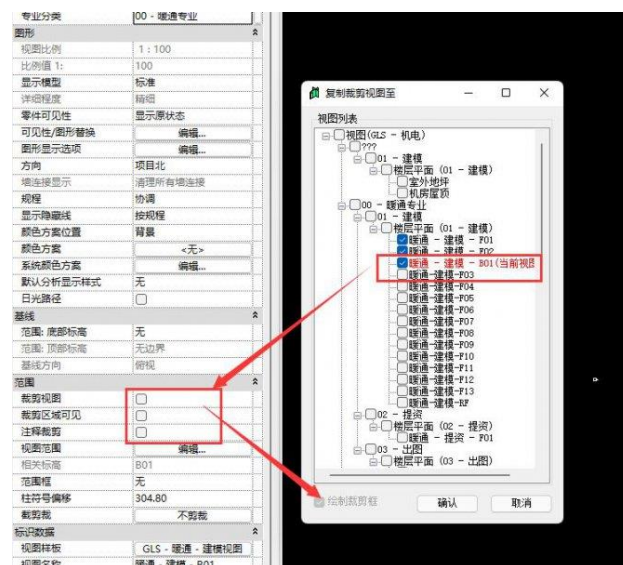 专业分类 00 - 暖通专业
图形
视图比例 1 : 100
比例值 1: 100
显示模型 标准
详细程度 精细
零件可见性 显示原状态
可见性/图形替换 编辑...
图形显示选项 编辑...
方向 项目北
墙连接显示 清理所有墙连接
规程 协调
显示隐藏线 按规程
颜色方案位置 背景
颜色方案 <无>
系统颜色方案 编辑...
默认分析显示样式 无
日光路径
基线
范围: 底部标高 无
范围: 顶部标高 无边界
基线方向 俯视
范围
裁剪视图
裁剪区域可见
注释裁剪
视图范围 编辑...
相关标高 B01
范围框 无
柱符号偏移 304.80
截剪裁 不剪裁
标识数据
视图样板 GLS - 暖通 - 建模视图
视图名称 暖通 - 建模 - B01
复制裁剪视图至
视图列表
视图(GLS - 机电)
???
01 - 建模
楼层平面 (01 - 建模)
室外地坪
机房屋顶
00 - 暖通专业
01 - 建模
楼层平面 (01 - 建模)
暖通 - 建模 - F01
暖通 - 建模 - F02
暖通 - 建模 - B01(当前视图
暖通-建模-F03
暖通-建模-F04
暖通-建模-F05
暖通-建模-F06
暖通-建模-F07
暖通-建模-F08
暖通-建模-F09
暖通-建模-F10
暖通-建模-F11
暖通-建模-F12
暖通-建模-F13
暖通-建模-RF
02 - 提资
楼层平面 (02 - 提资)
暖通 - 提资 - F01
03 - 出图
楼层平面 (03 - 出图)
绘制裁剪框
确认
取消